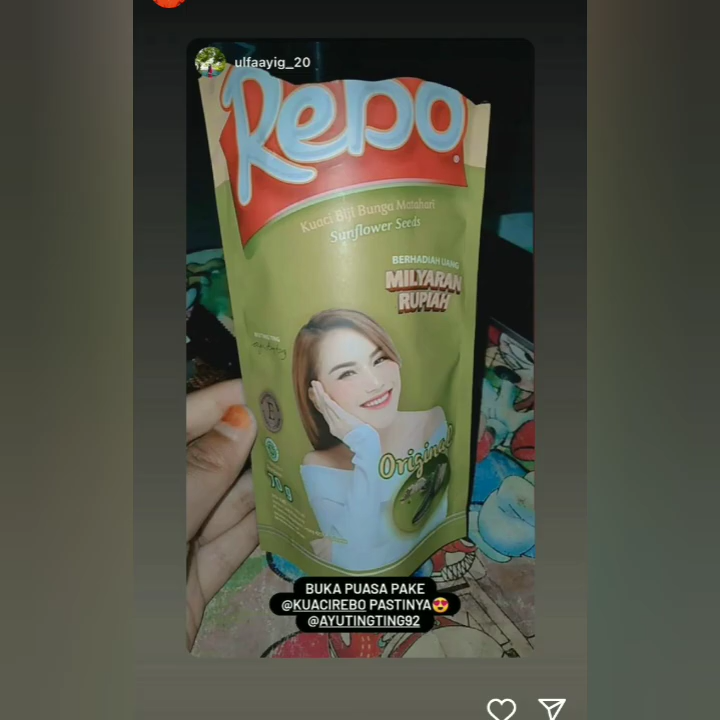 ulfaayig_20
Rebo
Kuaci Biji Bunga Matahari
Sunflower Seeds
BERHADIAH UANG
MILYARAN
RUPIAH
Original
70 g
BUKA PUASA PAKE
@KUACIREBO PASTINYA😍
@AYUTINGTING92